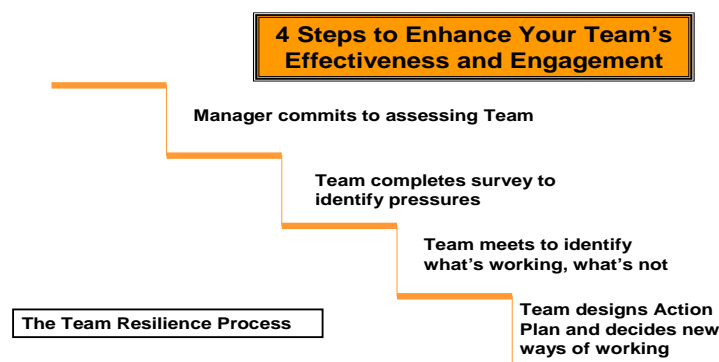 4 Steps to Enhance Your Team's
Effectiveness and Engagement
Manager commits to assessing Team
Team completes survey to
identify pressures
Team meets to identify
what's working, what's not
Team designs Action
Plan and decides new
ways of working
The Team Resilience Process